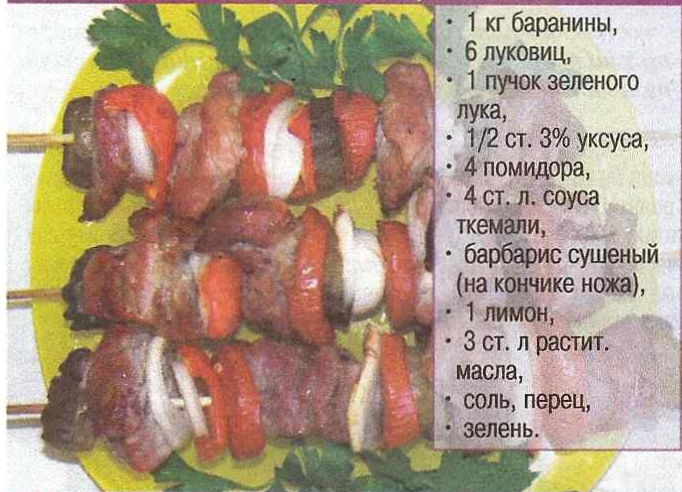 · 1 кг баранины,
· 6 луковиц,
· 1 пучок зеленого
лука,
· 1/2 ст. 3% уксуса,
· 4 помидора,
· 4 ст. л. соуса
ткемали,
· барбарис сушеный
(на кончике ножа),
· 1 лимон,
· 3 ст. л растит.
масла,
· соль, перец,
· зелень.